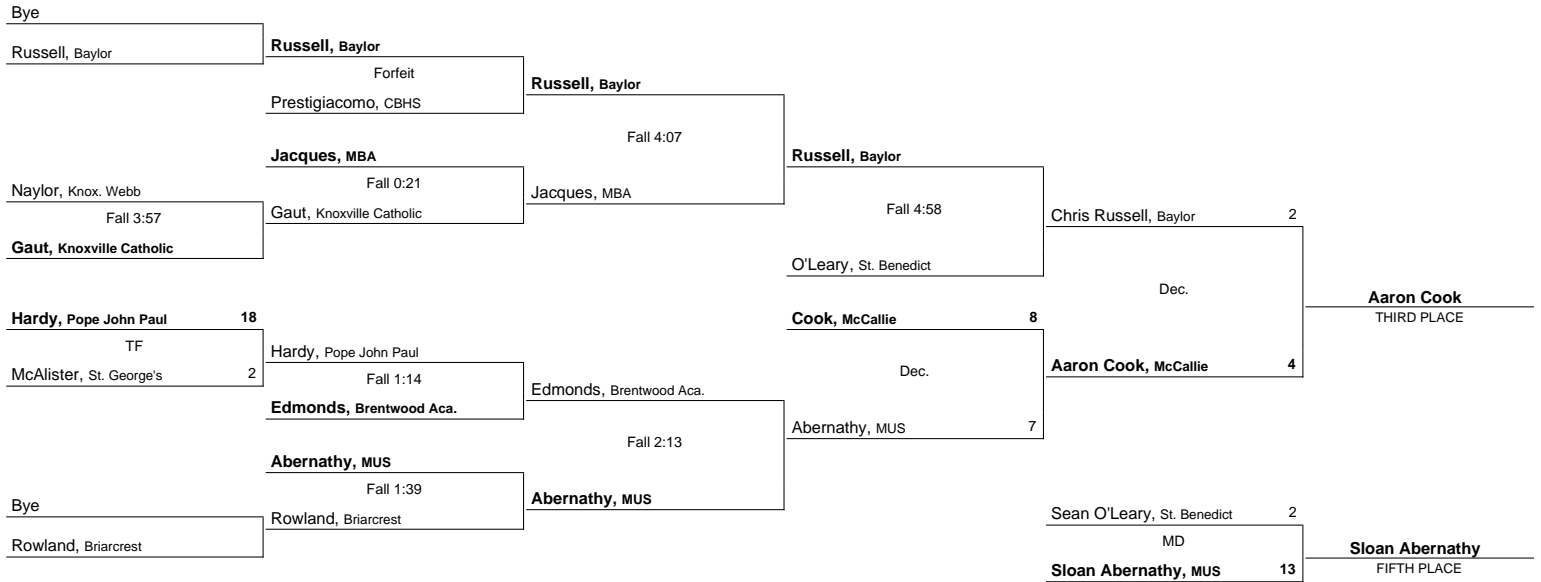 Bye
Russell, Baylor
Russell, Baylor
Forfeit
Prestigiacomo, CBHS
Russell, Baylor
Fall 4:07
Jacques, MBA
Jacques, MBA
Fall 0:21
Gaut, Knoxville Catholic
Naylor, Knox. Webb
Fall 3:57
Gaut, Knoxville Catholic
Russell, Baylor
Fall 4:58
O'Leary, St. Benedict
Chris Russell, Baylor 2
Dec.
Aaron Cook, McCallie 4
Aaron Cook
THIRD PLACE
Hardy, Pope John Paul 18
TF
McAlister, St. George's 2
Hardy, Pope John Paul
Fall 1:14
Edmonds, Brentwood Aca.
Edmonds, Brentwood Aca.
Fall 2:13
Abernathy, MUS
Cook, McCallie 8
Dec.
Abernathy, MUS 7
Abernathy, MUS
Fall 1:39
Rowland, Briarcrest
Bye
Rowland, Briarcrest
Sean O'Leary, St. Benedict 2
MD
Sloan Abernathy, MUS 13
Sloan Abernathy
FIFTH PLACE